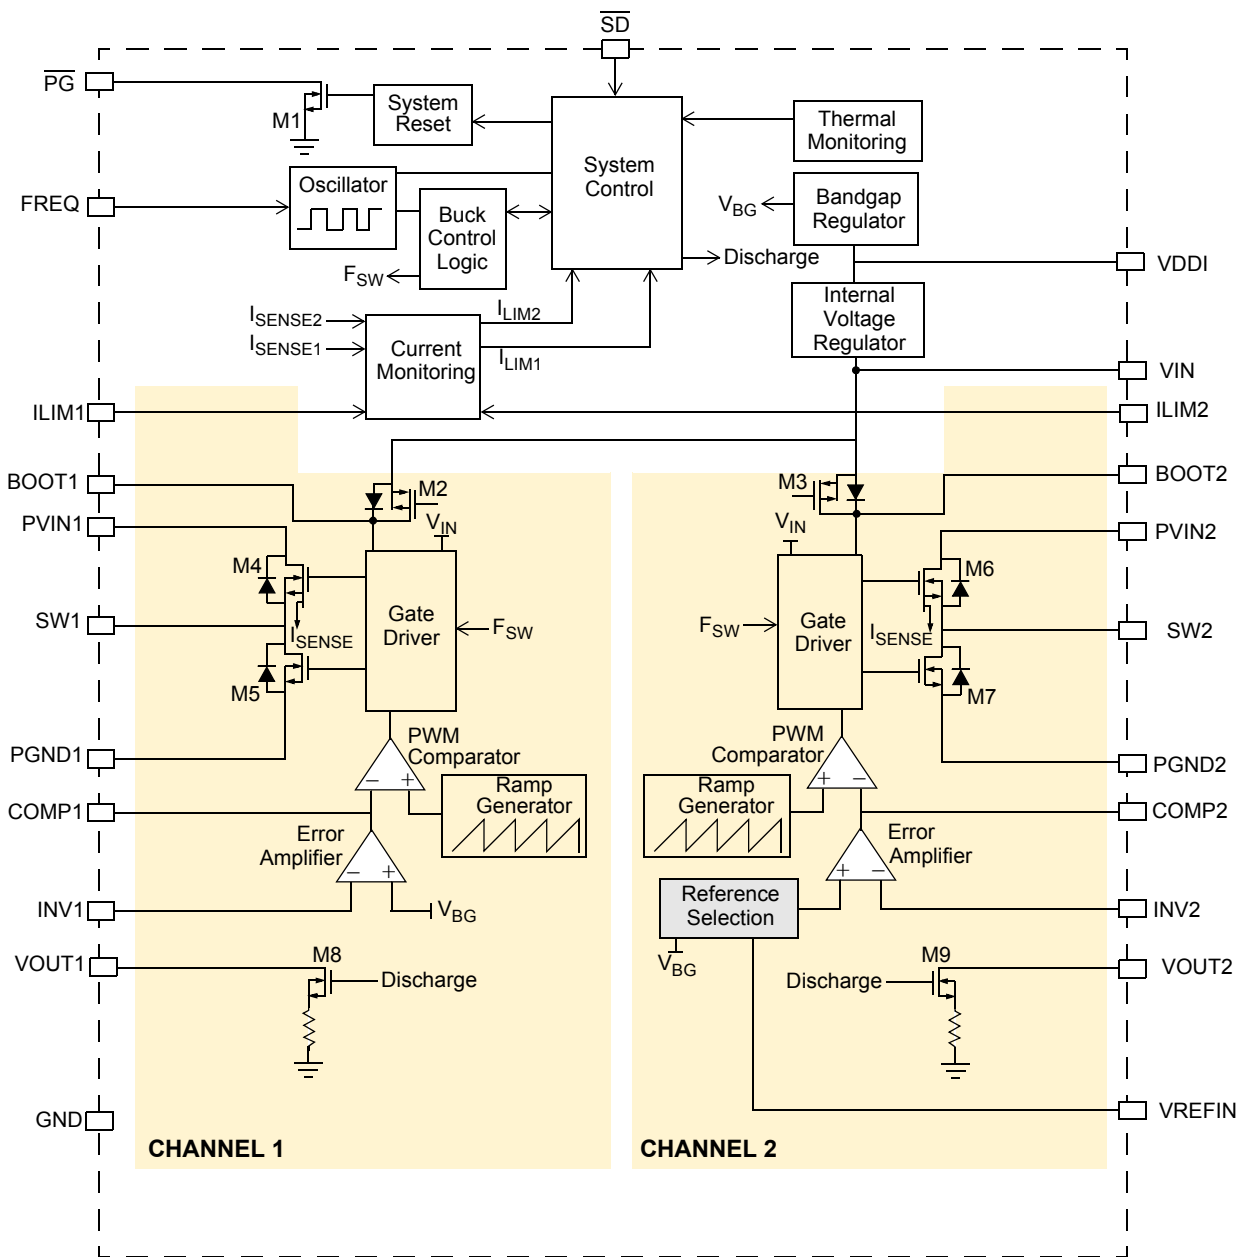 SD
PG
M1
System
Reset
System
Control
Thermal
Monitoring
FREQ
Oscillator
Buck
Control
Logic
FSW
VBG
Bandgap
Regulator
Discharge
VDDI
Internal
Voltage
Regulator
ISENSE2
ISENSE1
Current
Monitoring
ILIM2
ILIM1
VIN
ILIM1
ILIM2
BOOT1
M2
VIN
M3
VIN
BOOT2
PVIN1
M4
M6
PVIN2
SW1
ISENSE
Gate
Driver
FSW
FSW
Gate
Driver
ISENSE
SW2
M5
M7
PGND1
PWM
Comparator
PWM
Comparator
PGND2
− +
+ −
Ramp
Generator
Ramp
Generator
COMP1
COMP2
Error
Amplifier
Error
Amplifier
− +
+ −
INV1
VBG
Reference
Selection
VBG
INV2
VOUT1
M8
Discharge
Discharge
M9
VOUT2
GND
VREFIN
CHANNEL 1
CHANNEL 2